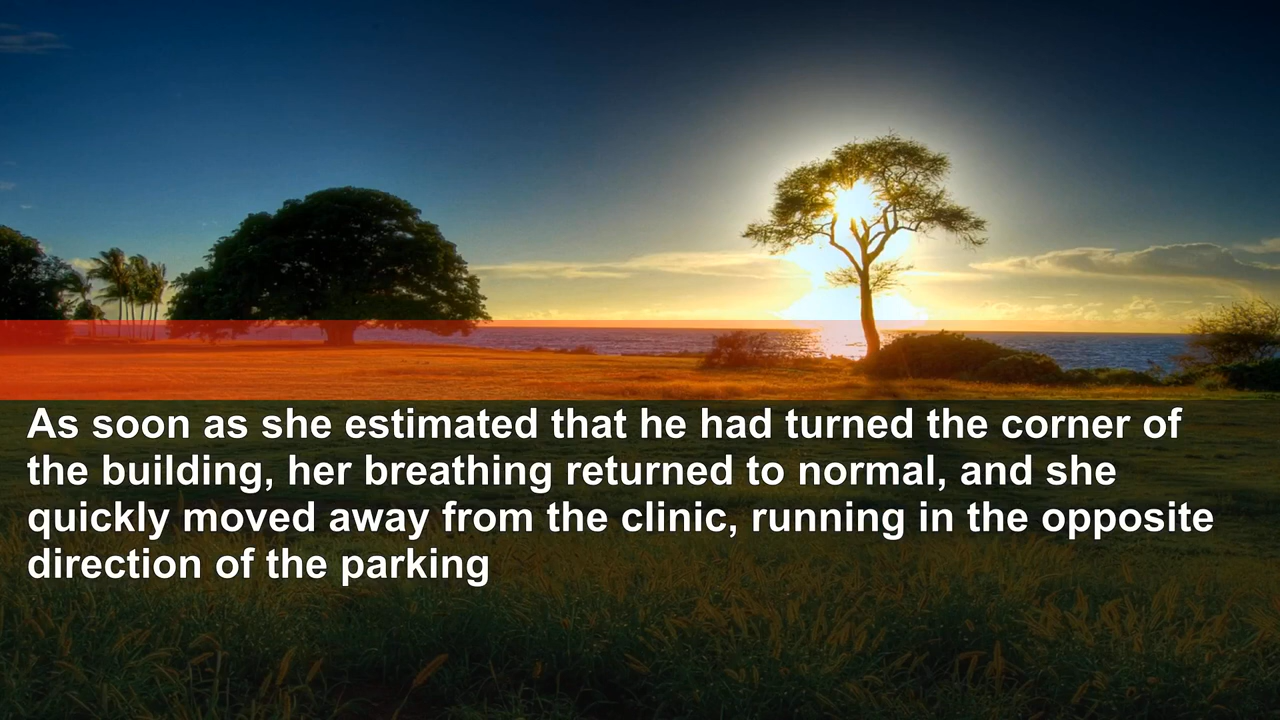 As soon as she estimated that he had turned the corner of
the building, her breathing returned to normal, and she
quickly moved away from the clinic, running in the opposite
direction of the parking